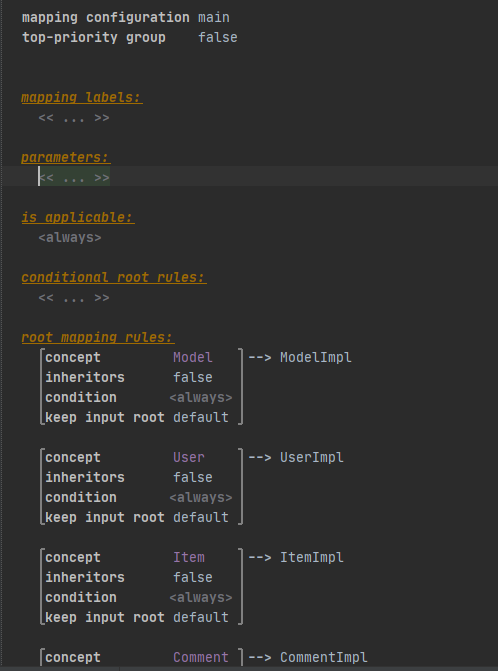 mapping configuration main
top-priority group false
mapping labels:
<< ... >>
parameters:
<< ... >>
is applicable:
<always>
conditional root rules:
<< ... >>
root mapping rules:
concept Model --> ModelImpl
inheritors false
condition <always>
keep input root default
concept User --> UserImpl
inheritors false
condition <always>
keep input root default
concept Item --> ItemImpl
inheritors false
condition <always>
keep input root default
concept Comment --> CommentImpl